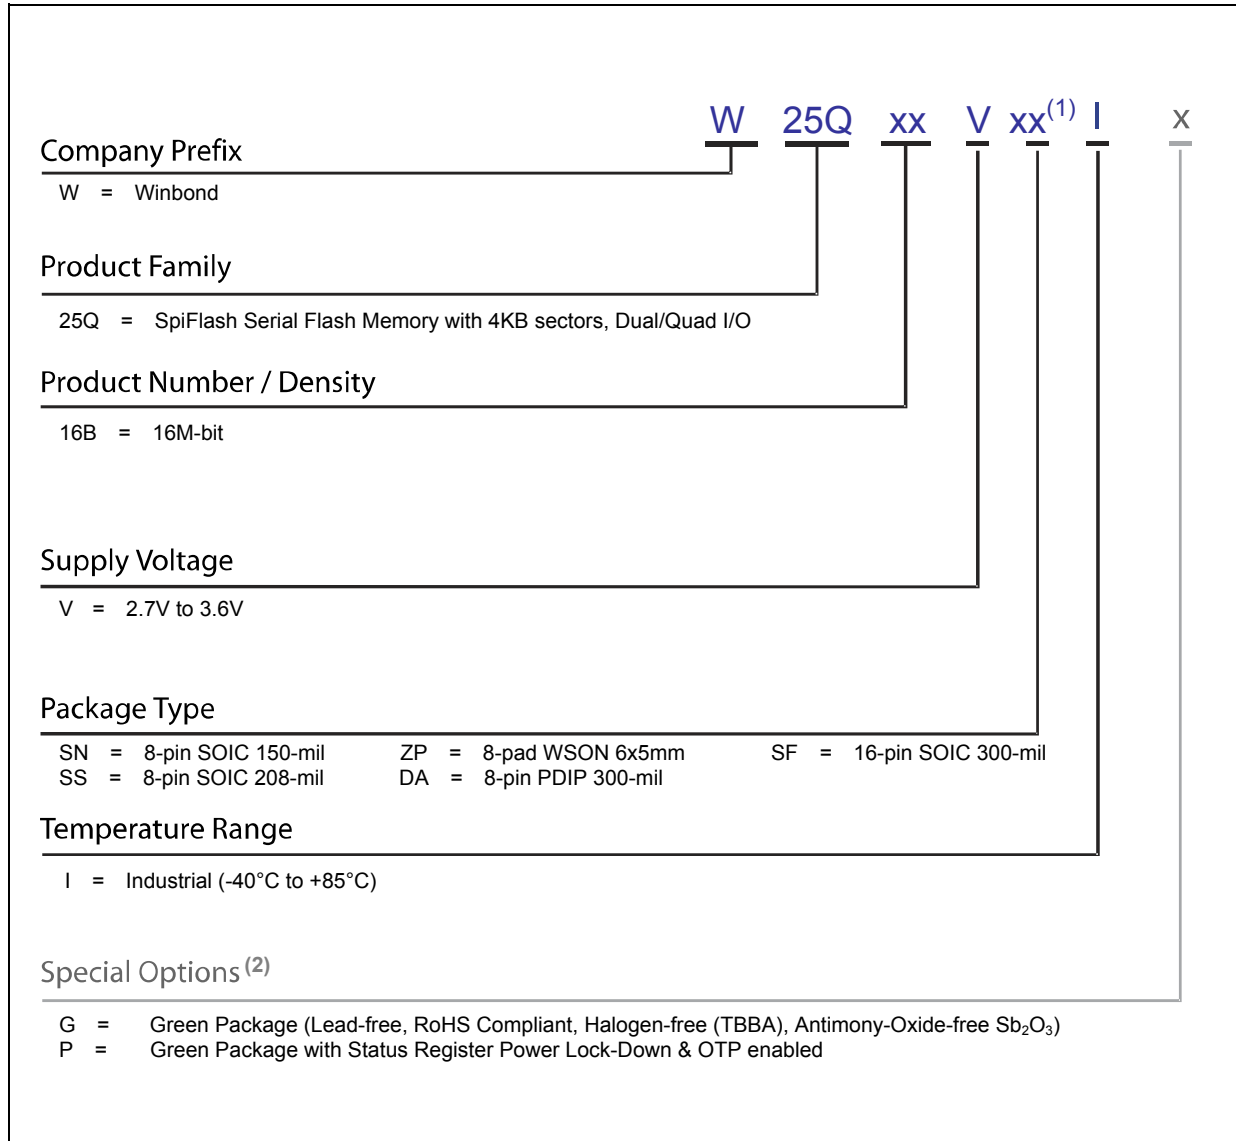 W 25Q xx V xx(1) I x
Company Prefix
W = Winbond
Product Family
25Q = SpiFlash Serial Flash Memory with 4KB sectors, Dual/Quad I/O
Product Number / Density
16B = 16M-bit
Supply Voltage
V = 2.7V to 3.6V
Package Type
SN = 8-pin SOIC 150-mil ZP = 8-pad WSON 6x5mm SF = 16-pin SOIC 300-mil
SS = 8-pin SOIC 208-mil DA = 8-pin PDIP 300-mil
Temperature Range
I = Industrial (-40°C to +85°C)
Special Options (2)
G = Green Package (Lead-free, RoHS Compliant, Halogen-free (TBBA), Antimony-Oxide-free Sb₂O₃)
P = Green Package with Status Register Power Lock-Down & OTP enabled